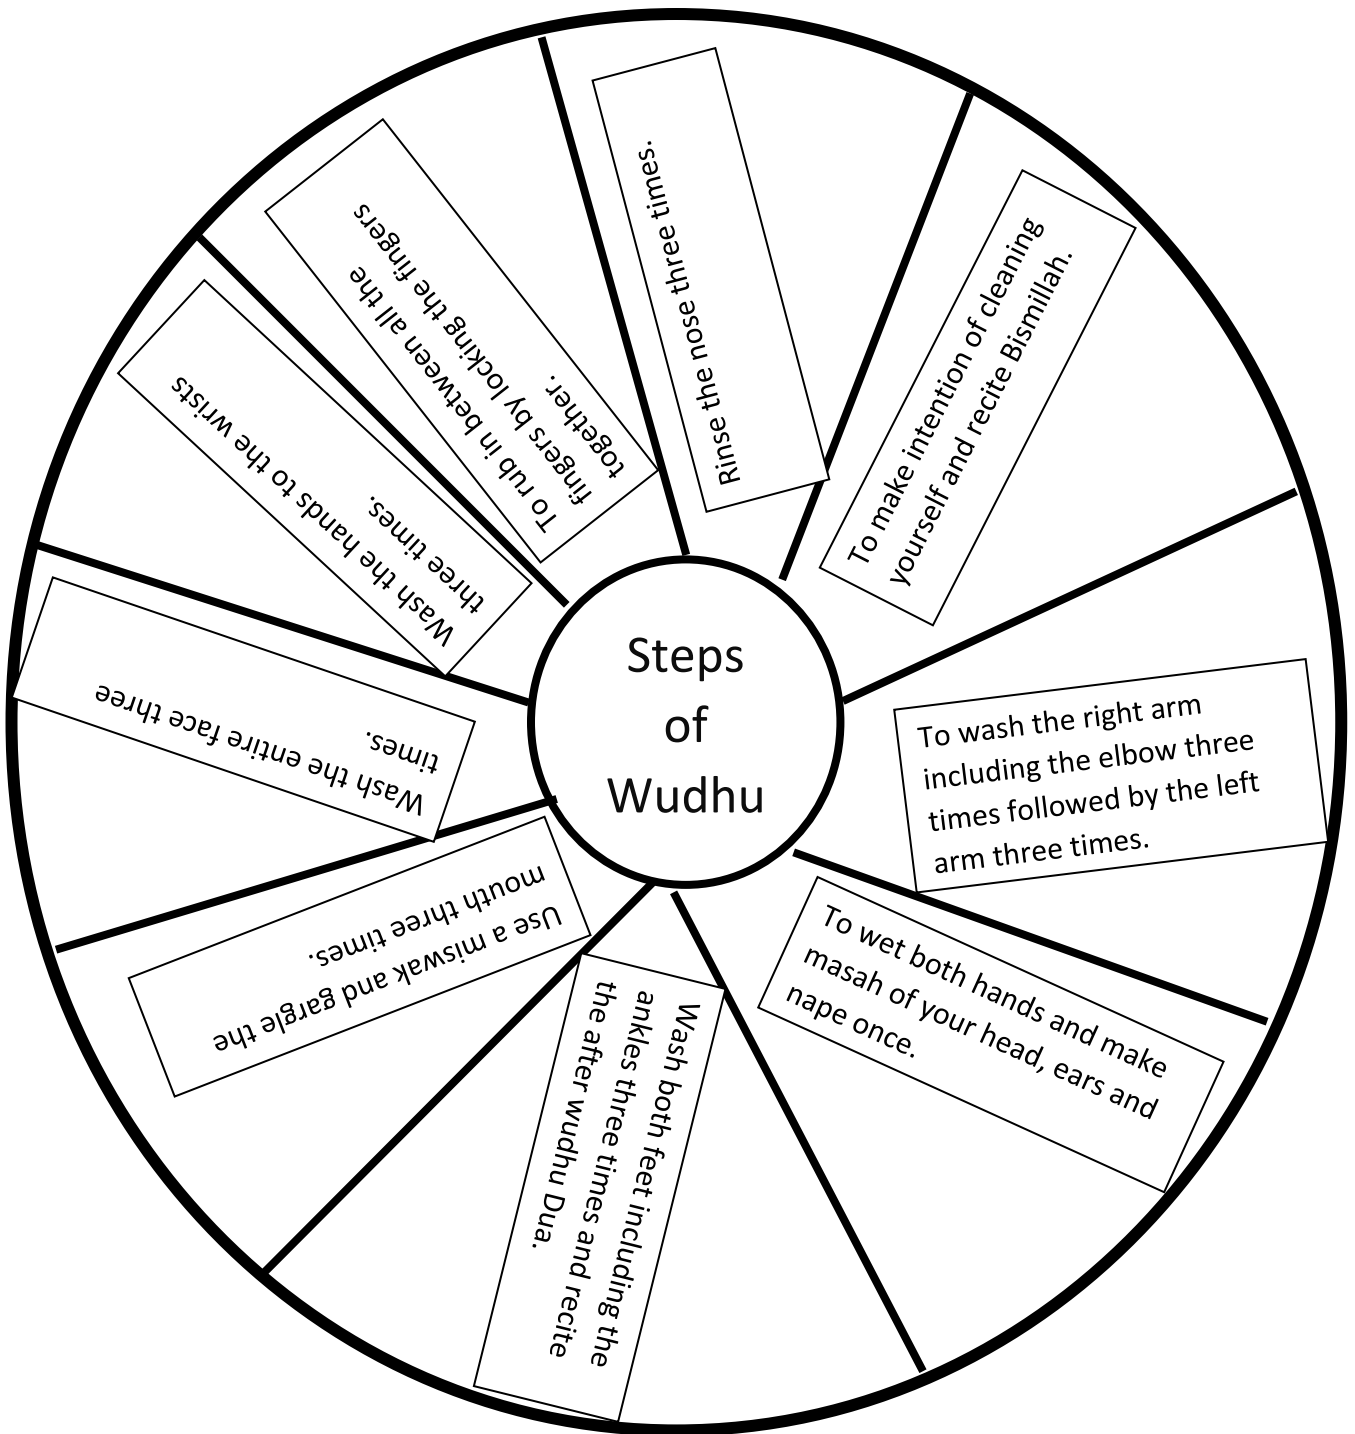 Steps
of
Wudhu
Rinse the nose three times.
To make intention of cleaning
yourself and recite Bismillah.
To wash the right arm
including the elbow three
times followed by the left
arm three times.
To wet both hands and make
masah of your head, ears and
nape once.
Wash both feet including the
ankles three times and recite
the after wudhu Dua.
Use a miswak and gargle the
mouth three times.
Wash the entire face three
times.
Wash the hands to the wrists
three times.
To rub in between all the
fingers by locking the fingers
together.